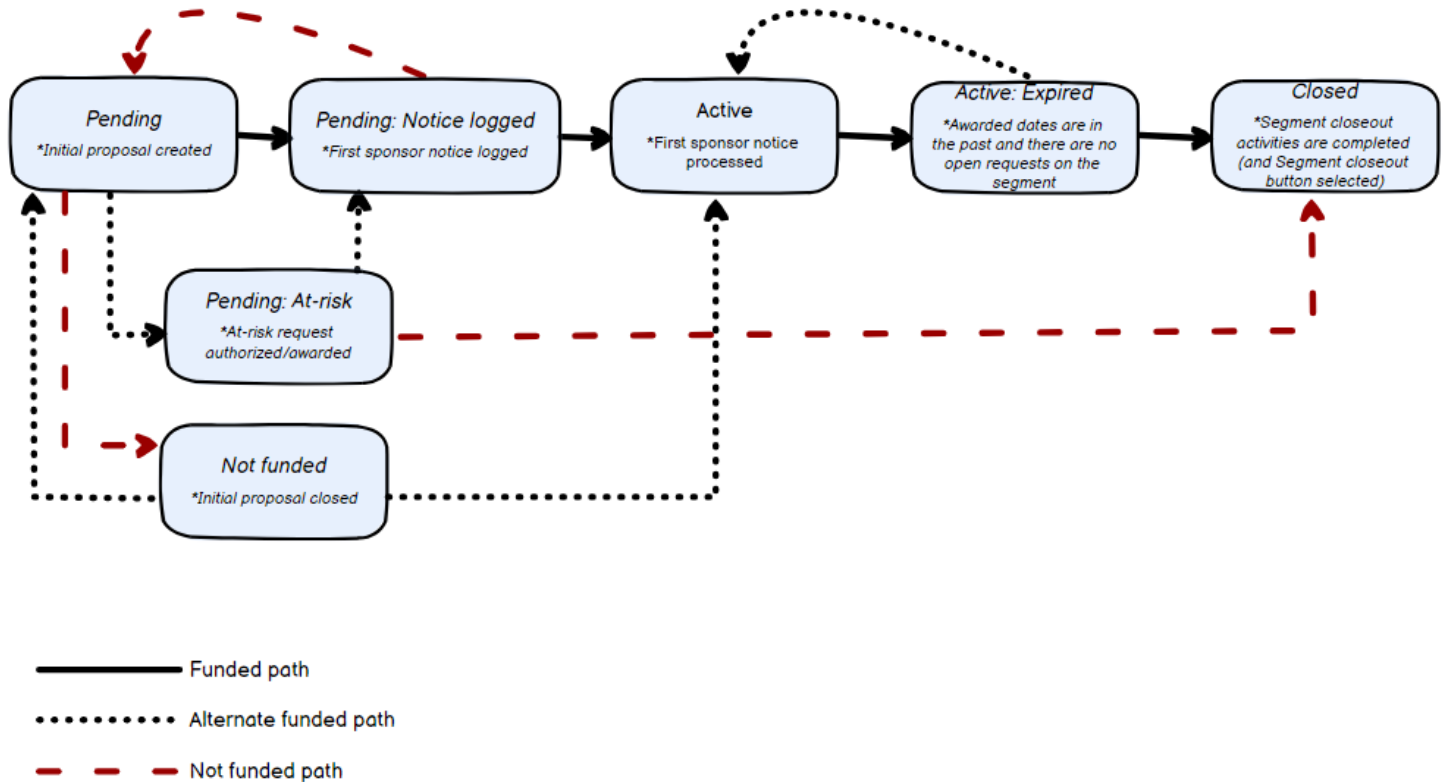 Pending
*Initial proposal created
Pending: Notice logged
*First sponsor notice logged
Active
*First sponsor notice
processed
Active: Expired
*Awarded dates are in
the past and there are no
open requests on the
segment
Closed
*Segment closeout
activities are completed
(and Segment closeout
button selected)
Pending: At-risk
*At-risk request
authorized/awarded
Not funded
*Initial proposal closed
Funded path
Alternate funded path
Not funded path